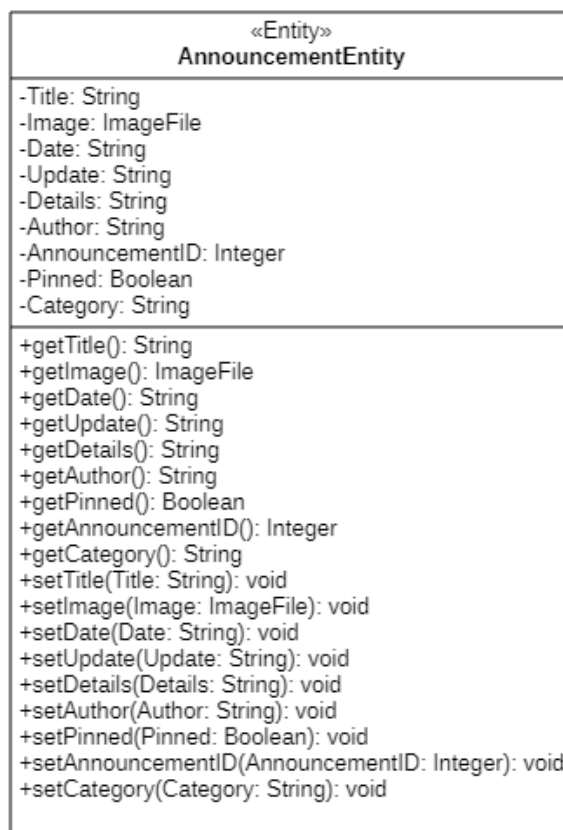 «Entity»
AnnouncementEntity
-Title: String
-Image: ImageFile
-Date: String
-Update: String
-Details: String
-Author: String
-AnnouncementID: Integer
-Pinned: Boolean
-Category: String
+getTitle(): String
+getImage(): ImageFile
+getDate(): String
+getUpdate(): String
+getDetails(): String
+getAuthor(): String
+getPinned(): Boolean
+getAnnouncementID(): Integer
+getCategory(): String
+setTitle(Title: String): void
+setImage(Image: ImageFile): void
+setDate(Date: String): void
+setUpdate(Update: String): void
+setDetails(Details: String): void
+setAuthor(Author: String): void
+setPinned(Pinned: Boolean): void
+setAnnouncementID(AnnouncementID: Integer): void
+setCategory(Category: String): void